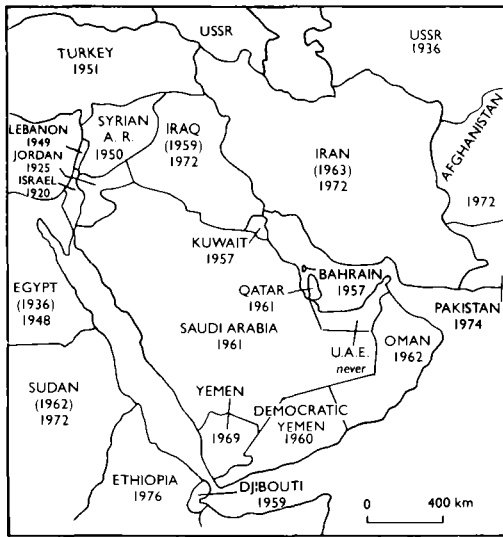 USSR
USSR
1936
TURKEY
1951
AFGHANISTAN
1972
LEBANON
1949
JORDAN
1925
ISRAEL
1920
SYRIAN
A. R.
1950
IRAQ
(1959)
1972
IRAN
(1963)
1972
KUWAIT
1957
BAHRAIN
1957
QATAR
1961
EGYPT
(1936)
1948
SAUDI ARABIA
1961
PAKISTAN
1974
U.A.E.
never
OMAN
1962
SUDAN
(1962)
1972
YEMEN
1969
DEMOCRATIC
YEMEN
1960
ETHIOPIA
1976
DJIBOUTI
1959
0 400 km